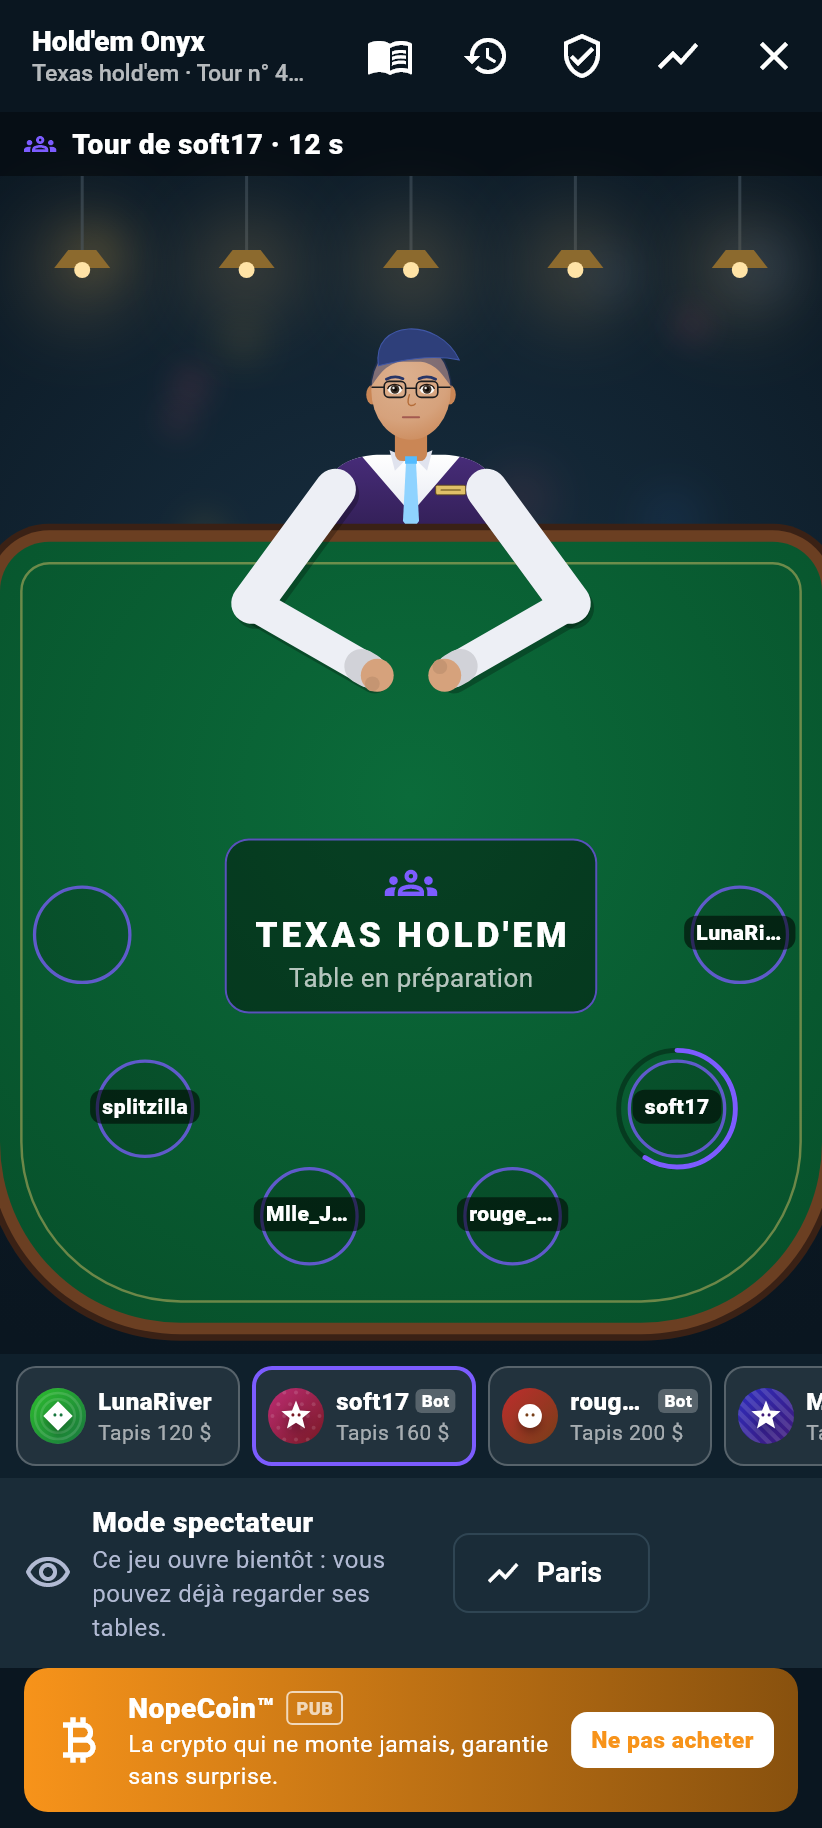 Hold'em Onyx
Texas hold'em · Tour n° 4…
Tour de soft17 · 12 s
TEXAS HOLD'EM
Table en préparation
LunaRi…
splitzilla
soft17
Mlle_J…
rouge_…
LunaRiver
Tapis 120 $
soft17 Bot
Tapis 160 $
roug… Bot
Tapis 200 $
Mode spectateur
Ce jeu ouvre bientôt : vous
pouvez déjà regarder ses
tables.
Paris
NopeCoin™ PUB
La crypto qui ne monte jamais, garantie
sans surprise.
Ne pas acheter